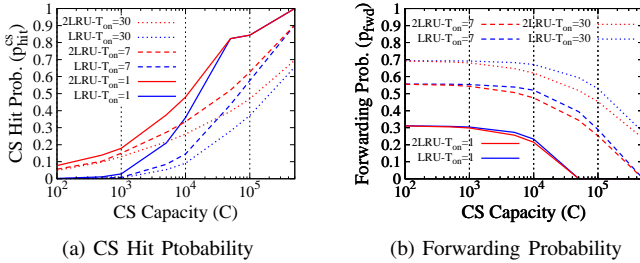 CS Hit Prob. (p_hit^cs)
1
0.9
0.8
0.7
0.6
0.5
0.4
0.3
0.2
0.1
0
2LRU-T_on=30
LRU-T_on=30
2LRU-T_on=7
LRU-T_on=7
2LRU-T_on=1
LRU-T_on=1
10^2 10^3 10^4 10^5
CS Capacity (C)
(a) CS Hit Ptobability
Forwarding Prob. (p_fwd)
1
0.9
0.8
0.7
0.6
0.5
0.4
0.3
0.2
0.1
0
2LRU-T_on=7 2LRU-T_on=30
LRU-T_on=7 LRU-T_on=30
2LRU-T_on=1
LRU-T_on=1
10^2 10^3 10^4 10^5
CS Capacity (C)
(b) Forwarding Probability